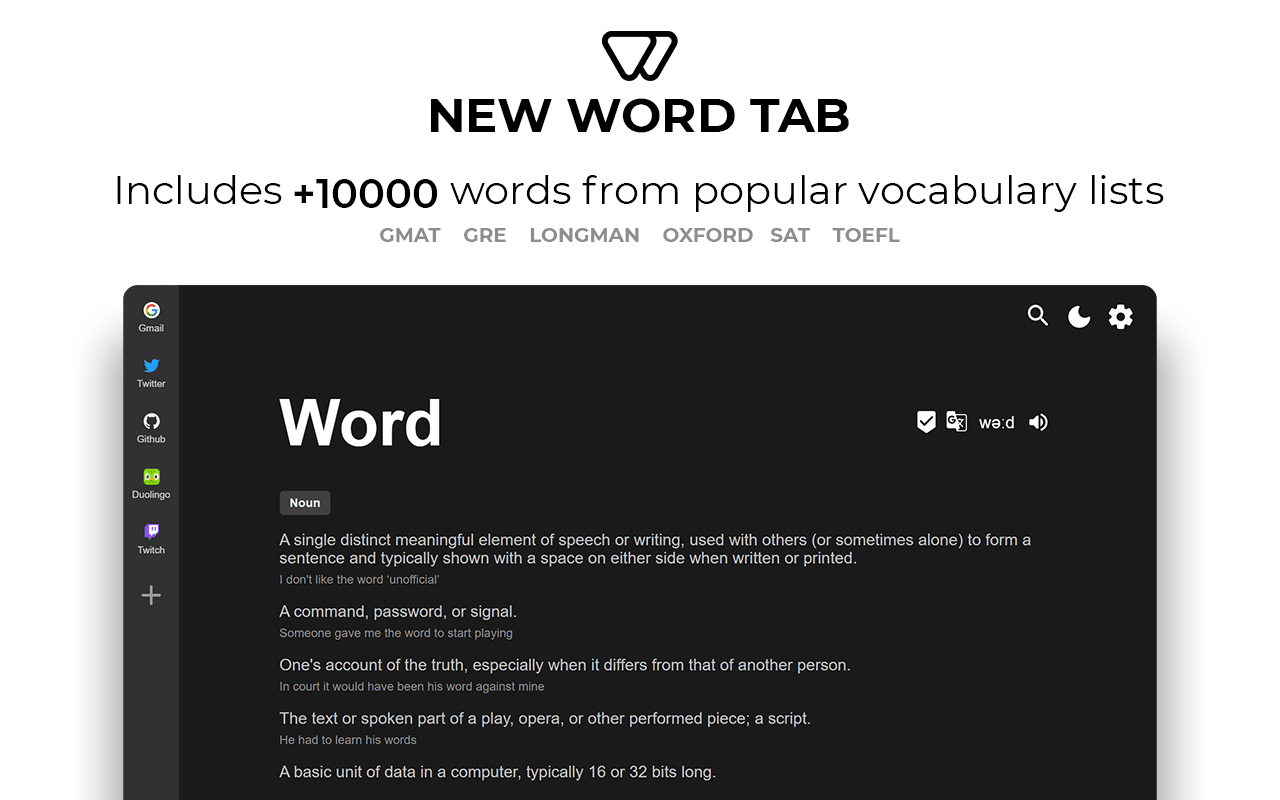 NEW WORD TAB
Includes +10000 words from popular vocabulary lists
GMAT GRE LONGMAN OXFORD SAT TOEFL
Gmail
Twitter
Github
Duolingo
Twitch
Word
wə:d
Noun
A single distinct meaningful element of speech or writing, used with others (or sometimes alone) to form a
sentence and typically shown with a space on either side when written or printed.
I don't like the word ‘unofficial’
A command, password, or signal.
Someone gave me the word to start playing
One's account of the truth, especially when it differs from that of another person.
In court it would have been his word against mine
The text or spoken part of a play, opera, or other performed piece; a script.
He had to learn his words
A basic unit of data in a computer, typically 16 or 32 bits long.